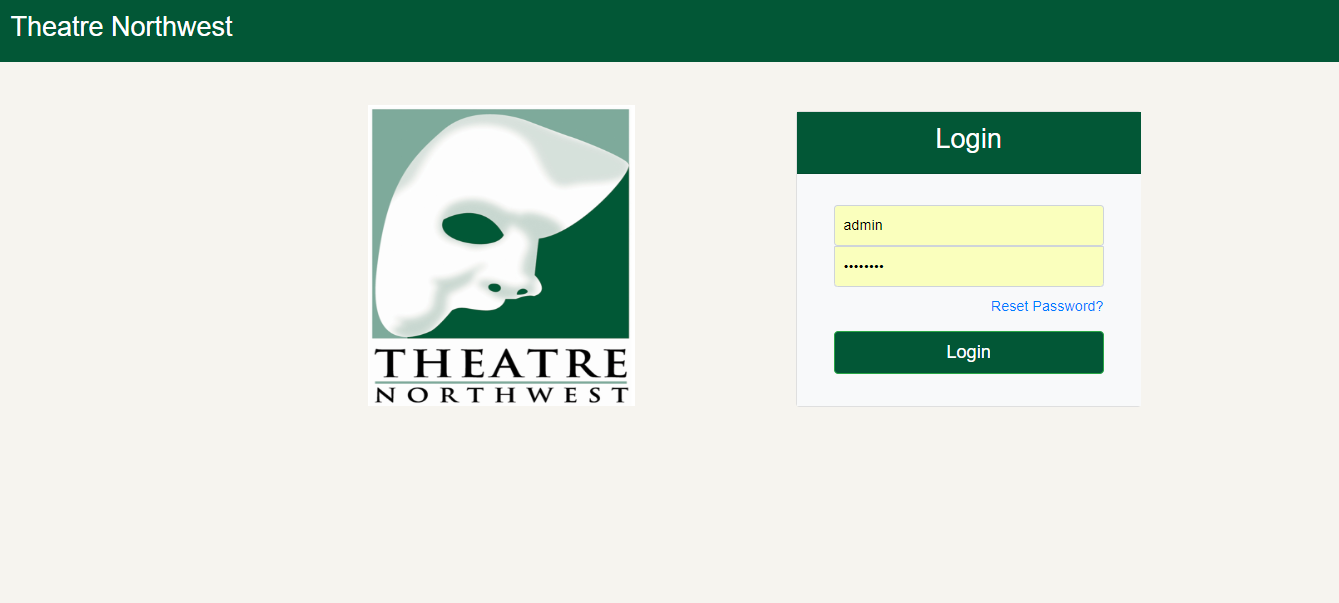 Theatre Northwest
THEATRE
NORTHWEST
Login
admin
••••••••
Reset Password?
Login